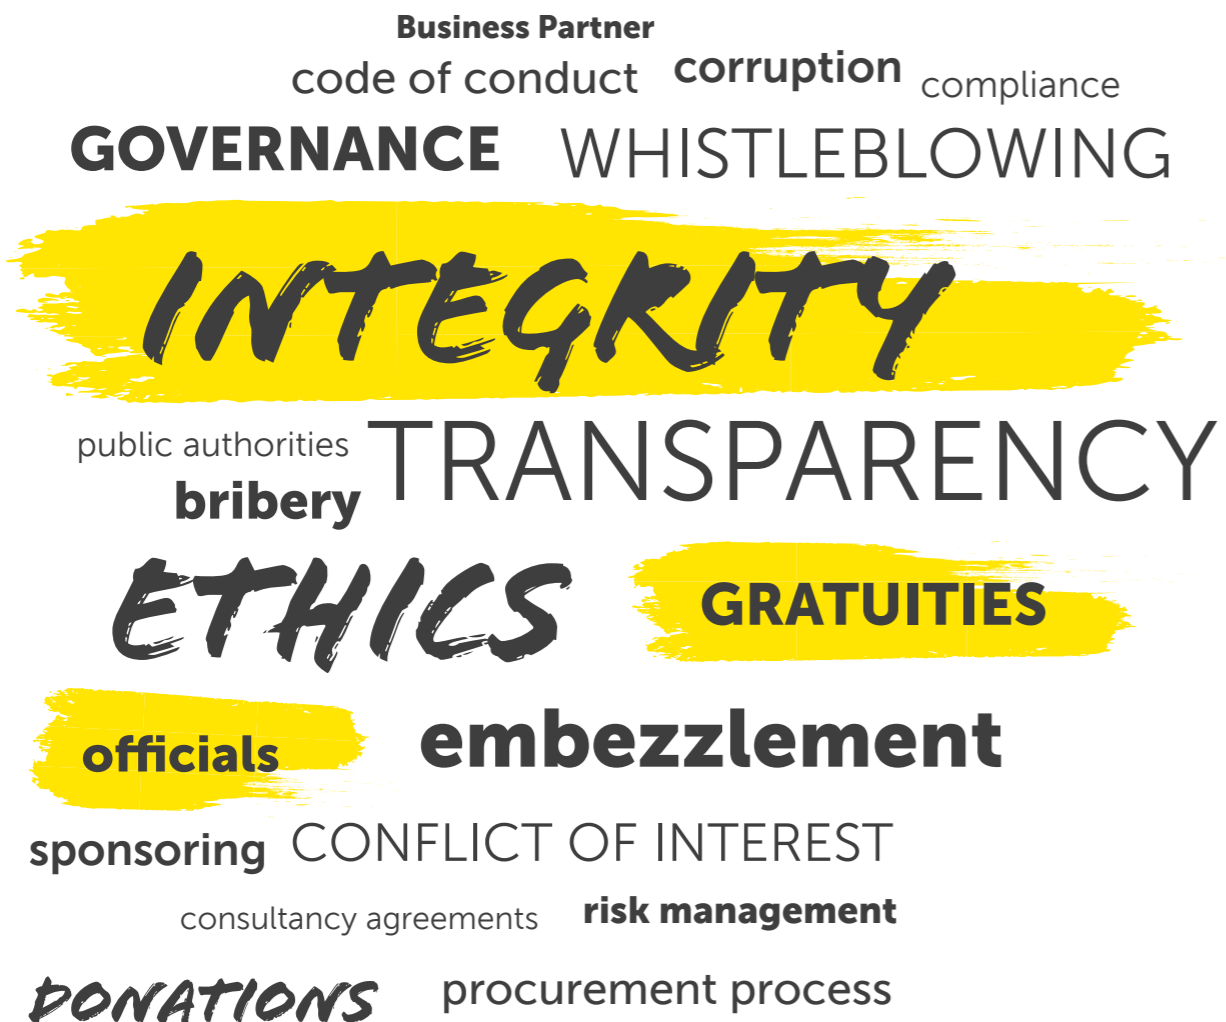 Business Partner
code of conduct corruption compliance
GOVERNANCE WHISTLEBLOWING
INTEGRITY
public authorities TRANSPARENCY
bribery
ETHICS GRATUITIES
officials embezzlement
sponsoring CONFLICT OF INTEREST
consultancy agreements risk management
DONATIONS procurement process